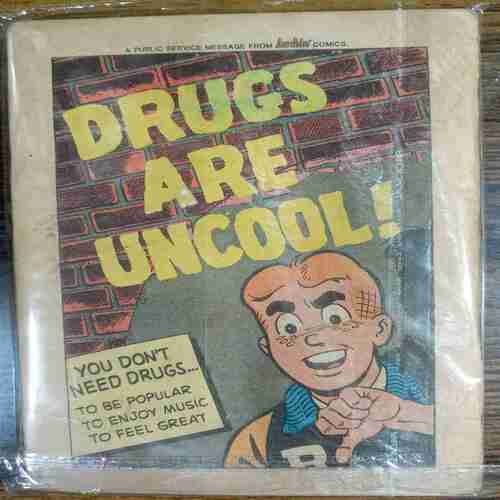 A PUBLIC SERVICE MESSAGE FROM Archie COMICS.
DRUGS
ARE
UNCOOL!
YOU DON'T
NEED DRUGS...
TO BE POPULAR
TO ENJOY MUSIC
TO FEEL GREAT
R